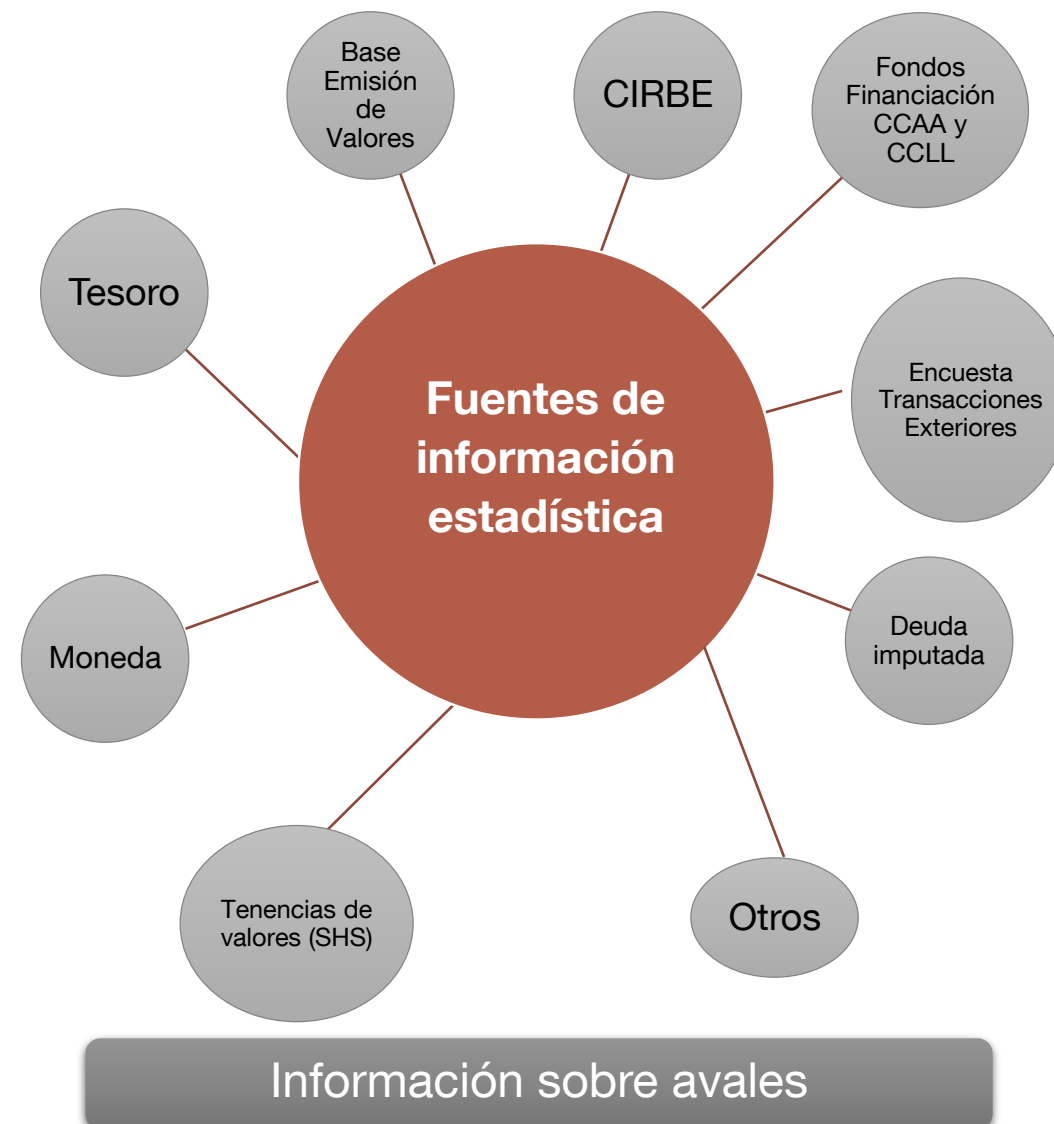 Base
Emisión
de
Valores
CIRBE
Fondos
Financiación
CCAA y
CCLL
Tesoro
Encuesta
Transacciones
Exteriores
Fuentes de
información
estadística
Moneda
Deuda
imputada
Tenencias de
valores (SHS)
Otros
Información sobre avales